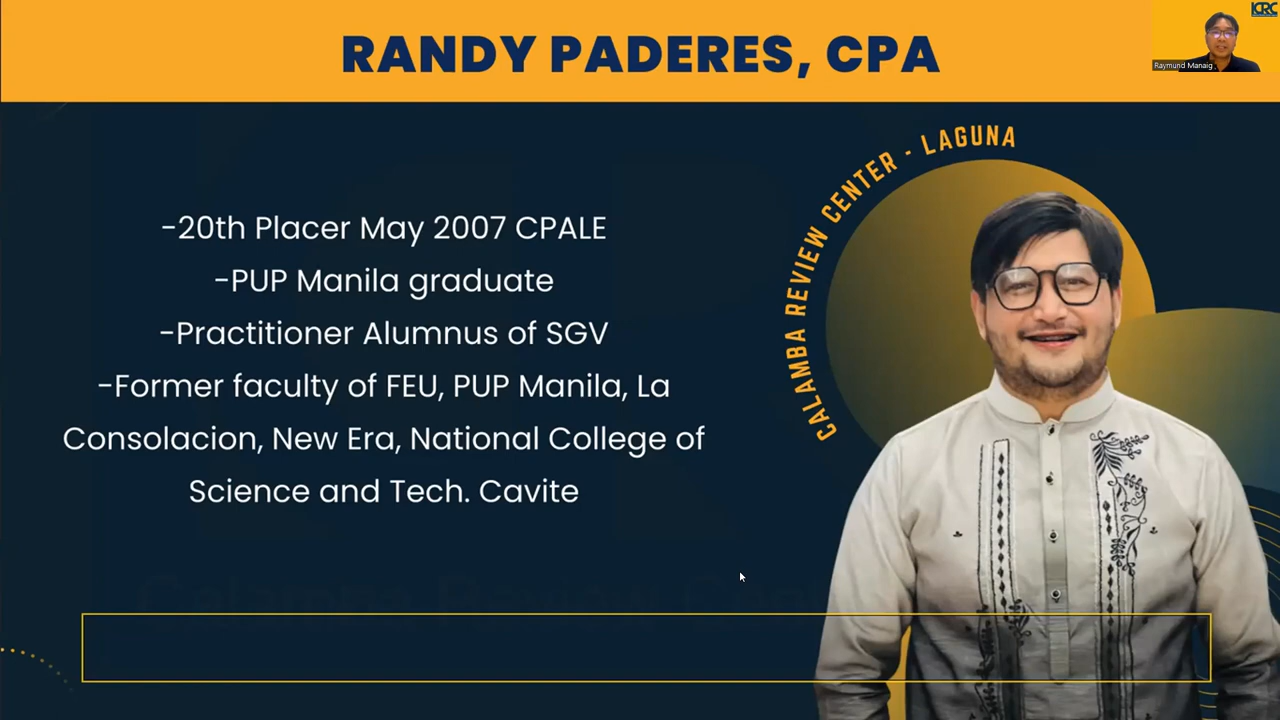 RANDY PADERES, CPA
ICRC
Raymund Manaig
CALAMBA REVIEW CENTER - LAGUNA
-20th Placer May 2007 CPALE
-PUP Manila graduate
-Practitioner Alumnus of SGV
-Former faculty of FEU, PUP Manila, La
Consolacion, New Era, National College of
Science and Tech. Cavite